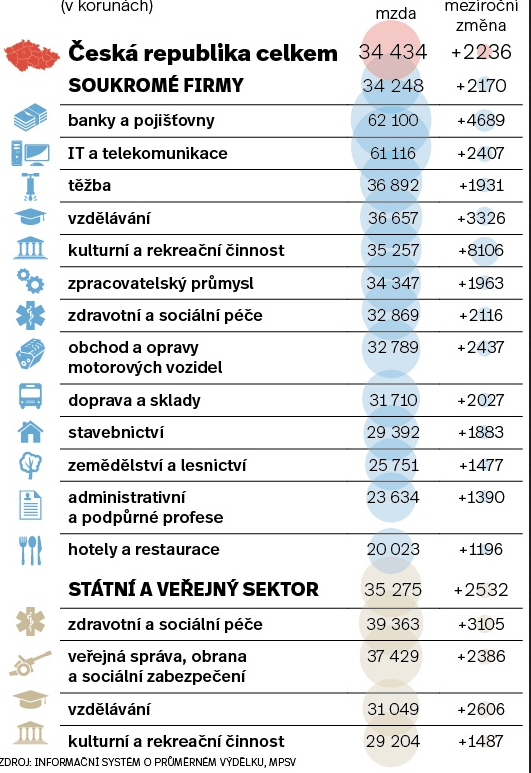 (v korunách)
mzda
meziroční
změna
Česká republika celkem 34 434 +2236
SOUKROMÉ FIRMY 34 248 +2170
banky a pojišťovny 62 100 +4689
IT a telekomunikace 61 116 +2407
těžba 36 892 +1931
vzdělávání 36 657 +3326
kulturní a rekreační činnost 35 257 +8106
zpracovatelský průmysl 34 347 +1963
zdravotní a sociální péče 32 869 +2116
obchod a opravy 32 789 +2437
motorových vozidel
doprava a sklady 31 710 +2027
stavebnictví 29 392 +1883
zemědělství a lesnictví 25 751 +1477
administrativní 23 634 +1390
a podpůrné profese
hotely a restaurace 20 023 +1196
STÁTNÍ A VEŘEJNÝ SEKTOR 35 275 +2532
zdravotní a sociální péče 39 363 +3105
veřejná správa, obrana 37 429 +2386
a sociální zabezpečení
vzdělávání 31 049 +2606
kulturní a rekreační činnost 29 204 +1487
ZDROJ: INFORMAČNÍ SYSTÉM O PRŮMĚRNÉM VÝDĚLKU, MPSV